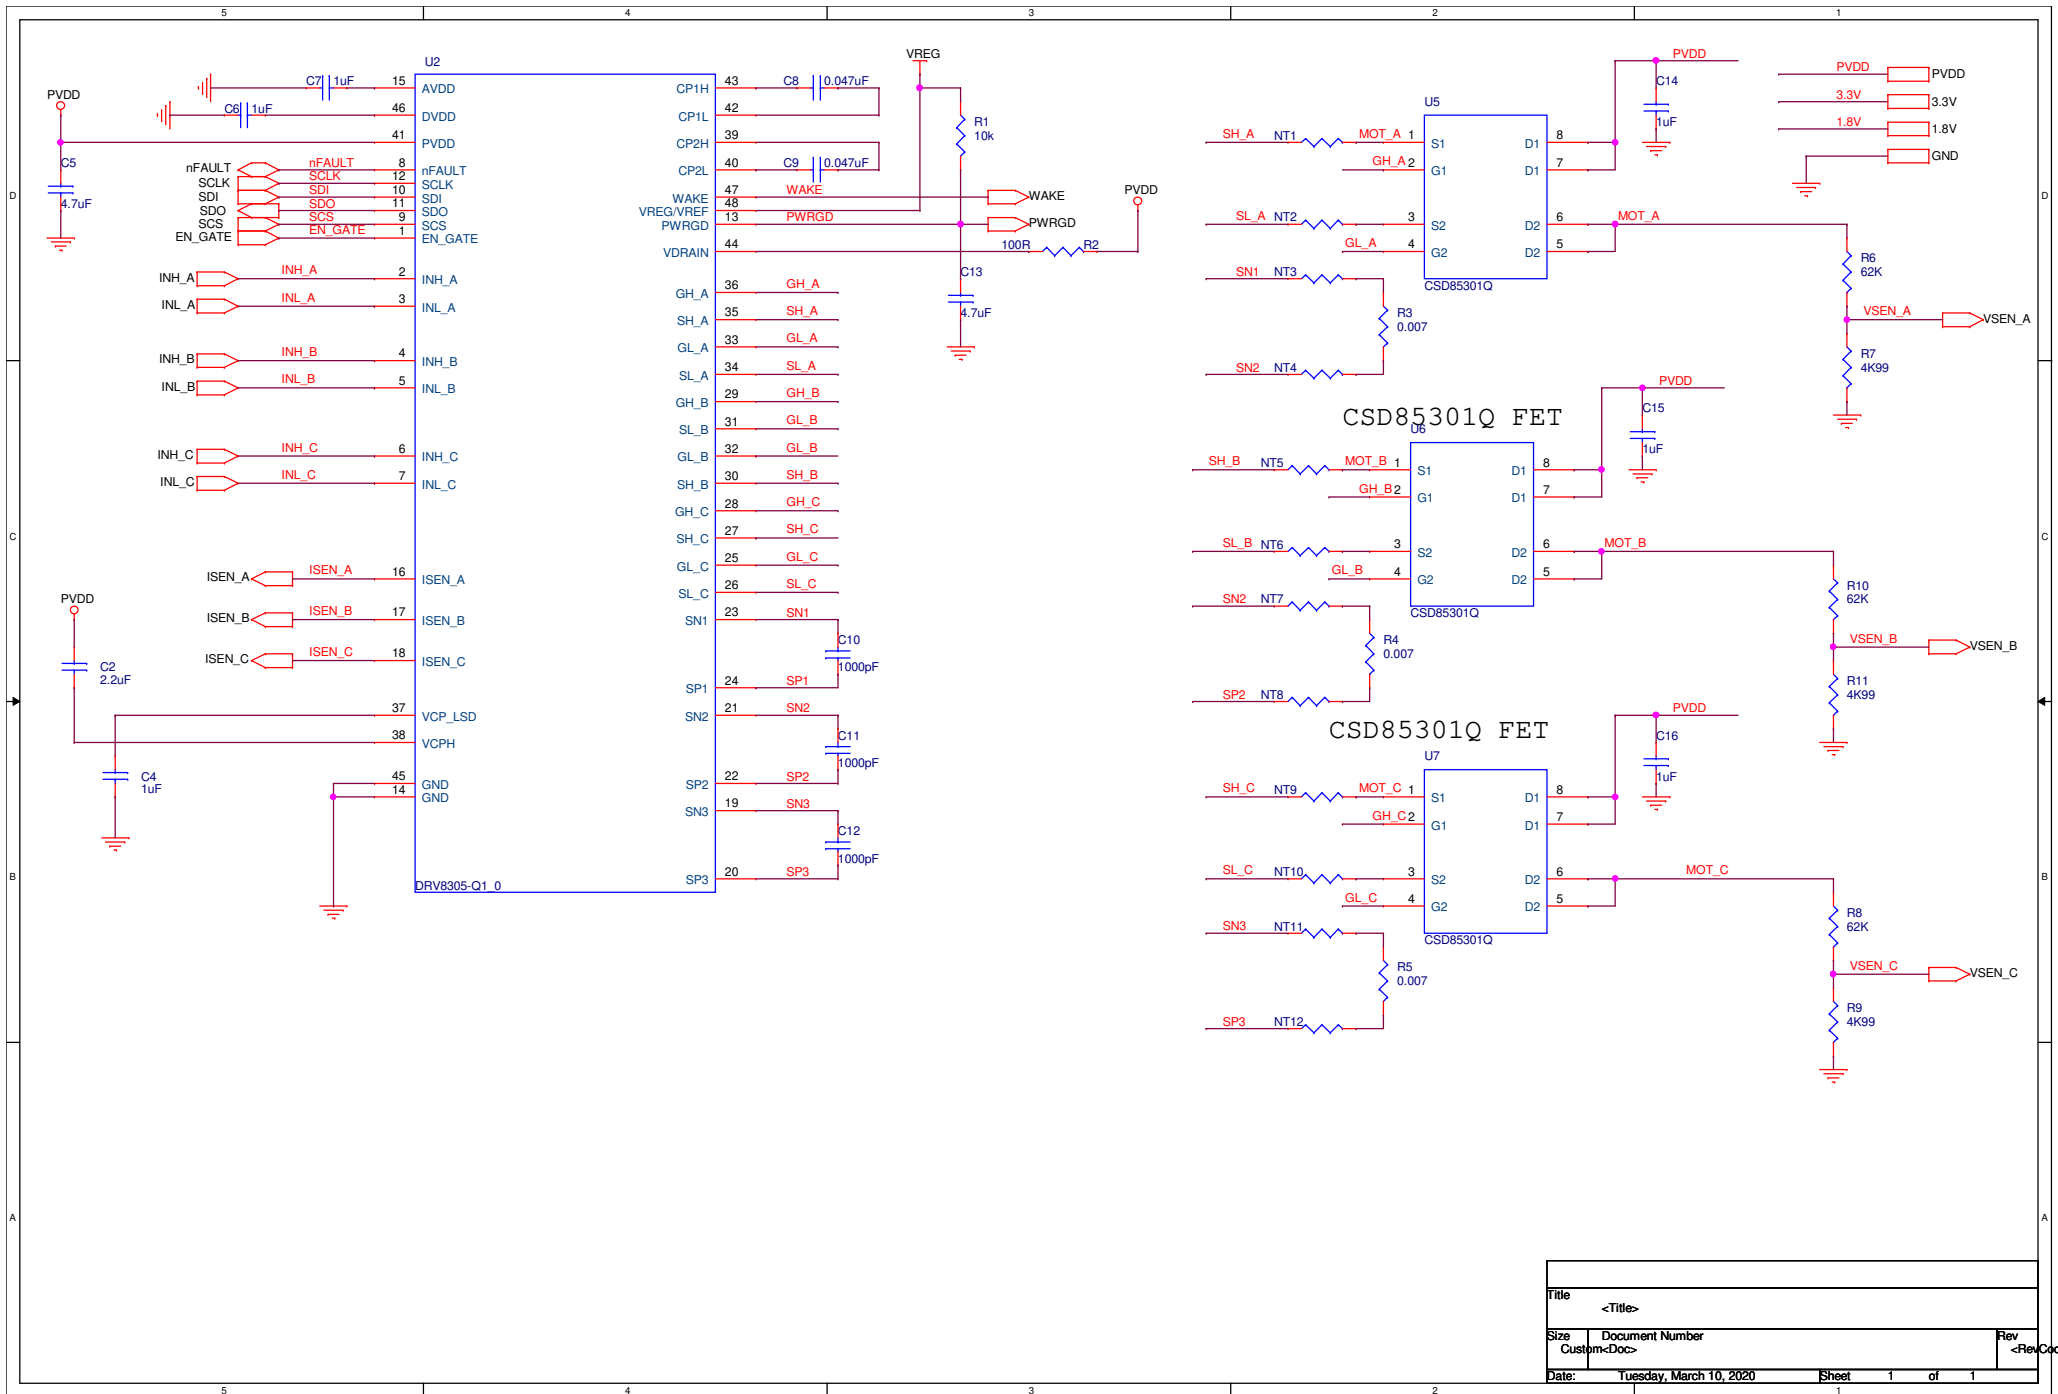 5 4 3 2 1
D D
C C
B B
A A
U2
C7 1uF 15 AVDD
C6 1uF 46 DVDD
PVDD
41 PVDD
C5
4.7uF
nFAULT nFAULT 8 nFAULT
SCLK SCLK 12 SCLK
SDI SDI 10 SDI
SDO SDO 11 SDO
SCS SCS 9 SCS
EN_GATE EN_GATE 1 EN_GATE
INH_A INH_A 2 INH_A
INL_A INL_A 3 INL_A
INH_B INH_B 4 INH_B
INL_B INL_B 5 INL_B
INH_C INH_C 6 INH_C
INL_C INL_C 7 INL_C
ISEN_A ISEN_A 16 ISEN_A
ISEN_B ISEN_B 17 ISEN_B
ISEN_C ISEN_C 18 ISEN_C
PVDD
C2
2.2uF
37 VCP_LSD
38 VCPH
C4
1uF
45 GND
14 GND
DRV8305-Q1_0
CP1H 43 C8 0.047uF
CP1L 42
CP2H 39
CP2L 40 C9 0.047uF
WAKE 47 WAKE WAKE
VREG/VREF 48
PWRGD 13 PWRGD PWRGD
VDRAIN 44 100R R2
VREG
R1
10k
PVDD
C13
4.7uF
GH_A 36 GH_A
SH_A 35 SH_A
GL_A 33 GL_A
SL_A 34 SL_A
GH_B 29 GH_B
SL_B 31 GL_B
GL_B 32 GL_B
SH_B 30 SH_B
GH_C 28 GH_C
SH_C 27 SH_C
GL_C 25 GL_C
SL_C 26 SL_C
SN1 23 SN1
C10
1000pF
SP1 24 SP1
SN2 21 SN2
C11
1000pF
SP2 22 SP2
SN3 19 SN3
C12
1000pF
SP3 20 SP3
PVDD
C14
1uF
U5
SH_A NT1 MOT_A 1 S1 D1 8
GH_A 2 G1 D1 7
SL_A NT2 3 S2 D2 6 MOT_A
GL_A 4 G2 D2 5
CSD85301Q
SN1 NT3
R3
0.007
SN2 NT4
R6
62K
VSEN_A VSEN_A
R7
4K99
PVDD PVDD
3.3V 3.3V
1.8V 1.8V
GND
CSD85301Q FET
PVDD
C15
1uF
U6
SH_B NT5 MOT_B 1 S1 D1 8
GH_B 2 G1 D1 7
SL_B NT6 3 S2 D2 6 MOT_B
GL_B 4 G2 D2 5
CSD85301Q
SN2 NT7
R4
0.007
SP2 NT8
R10
62K
VSEN_B VSEN_B
R11
4K99
CSD85301Q FET
PVDD
C16
1uF
U7
SH_C NT9 MOT_C 1 S1 D1 8
GH_C 2 G1 D1 7
SL_C NT10 3 S2 D2 6 MOT_C
GL_C 4 G2 D2 5
CSD85301Q
SN3 NT11
R5
0.007
SP3 NT12
R8
62K
VSEN_C VSEN_C
R9
4K99
Title
<Title>
Size Document Number Rev
Custom <Doc>
Date: Tuesday, March 10, 2020 Sheet 1 of 1
5 4 3 2 1